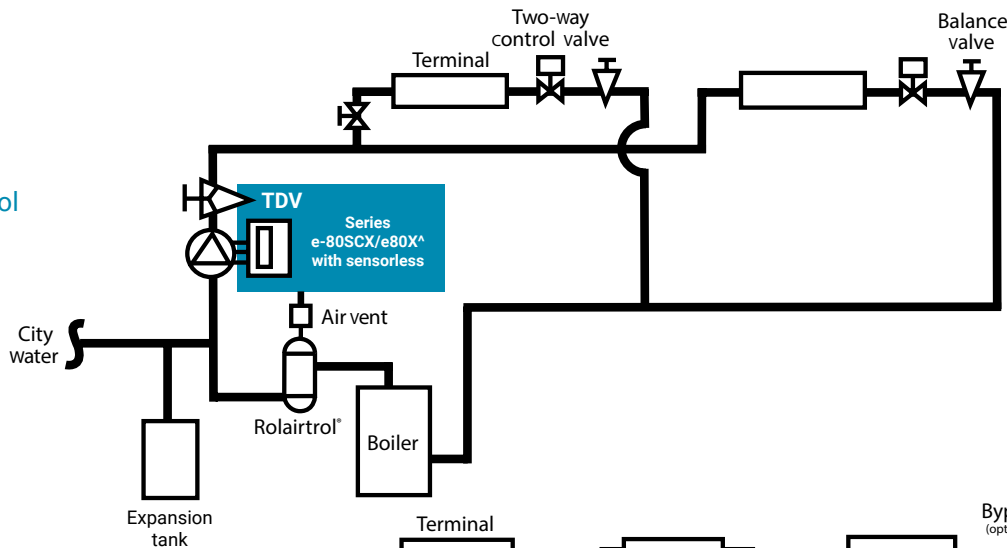 Two-way
control valve
Balance
valve
Terminal
TDV
Series
e-80SCX/e80X^
with sensorless
Air vent
City
water
Rolairtrol®
Boiler
Expansion
tank
Terminal